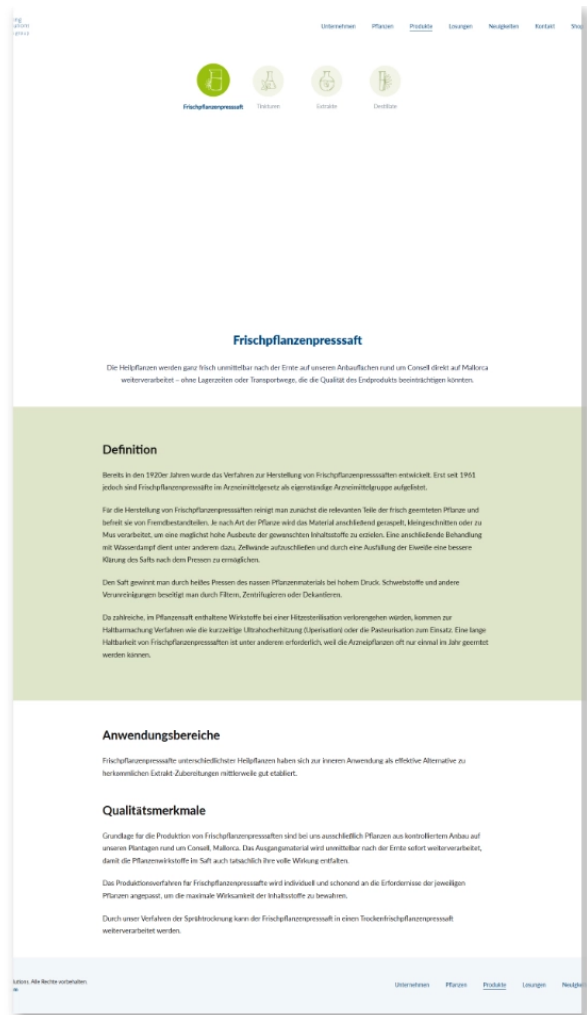 Unternehmen Pflanzen Produkte Lösungen Neuigkeiten Kontakt Shop
Frischpflanzenpresssaft Tinkturen Extrakte Destillate
Frischpflanzenpresssaft
Die Heilpflanzen werden ganz frisch unmittelbar nach der Ernte auf unseren Anbauflächen rund um Consell direkt auf Mallorca
weiterverarbeitet – ohne Lagerzeiten oder Transportwege, die die Qualität des Endprodukts beeinträchtigen könnten.
Definition
Bereits in den 1920er Jahren wurde das Verfahren zur Herstellung von Frischpflanzenpresssäften entwickelt. Erst seit 1961
jedoch sind Frischpflanzenpresssäfte im Arzneimittelgesetz als eigenständige Arzneimittelgruppe aufgelistet.
Für die Herstellung von Frischpflanzenpresssäften reinigt man zunächst die relevanten Teile der frisch geernteten Pflanze und
befreit sie von Fremdbestandteilen. Je nach Art der Pflanze wird das Material anschließend geraspelt, kleingeschnitten oder zu
Mus verarbeitet, um eine möglichst hohe Ausbeute der gewünschten Inhaltsstoffe zu erzielen. Eine anschließende Behandlung
mit Wasserdampf dient unter anderem dazu, Zellwände aufzuschließen und durch eine Ausfällung der Eiweiße eine bessere
Klärung des Safts nach dem Pressen zu ermöglichen.
Den Saft gewinnt man durch heißes Pressen des nassen Pflanzenmaterials bei hohem Druck. Schwebstoffe und andere
Verunreinigungen beseitigt man durch Filtern, Zentrifugieren oder Dekantieren.
Da zahlreiche, im Pflanzensaft enthaltene Wirkstoffe bei einer Hitzesterilisation verlorengehen würden, kommen zur
Haltbarmachung Verfahren wie die kurzzeitige Ultrahocherhitzung (Uperisation) oder die Pasteurisation zum Einsatz. Eine lange
Haltbarkeit von Frischpflanzenpresssäften ist unter anderem erforderlich, weil die Arzneipflanzen oft nur einmal im Jahr geerntet
werden können.
Anwendungsbereiche
Frischpflanzenpresssäfte unterschiedlichster Heilpflanzen haben sich zur inneren Anwendung als effektive Alternative zu
herkömmlichen Extrakt-Zubereitungen mittlerweile gut etabliert.
Qualitätsmerkmale
Grundlage für die Produktion von Frischpflanzenpresssäften sind bei uns ausschließlich Pflanzen aus kontrolliertem Anbau auf
unseren Plantagen rund um Consell, Mallorca. Das Ausgangsmaterial wird unmittelbar nach der Ernte sofort weiterverarbeitet,
damit die Pflanzenwirkstoffe im Saft auch tatsächlich ihre volle Wirkung entfalten.
Das Produktionsverfahren für Frischpflanzenpresssäfte wird individuell und schonend an die Erfordernisse der jeweiligen
Pflanzen angepasst, um die maximale Wirksamkeit der Inhaltsstoffe zu bewahren.
Durch unser Verfahren der Sprühtrocknung kann der Frischpflanzenpresssaft in einen Trockenfrischpflanzenpresssaft
weiterverarbeitet werden.
lutions. Alle Rechte vorbehalten.
Unternehmen Pflanzen Produkte Lösungen Neuigkei